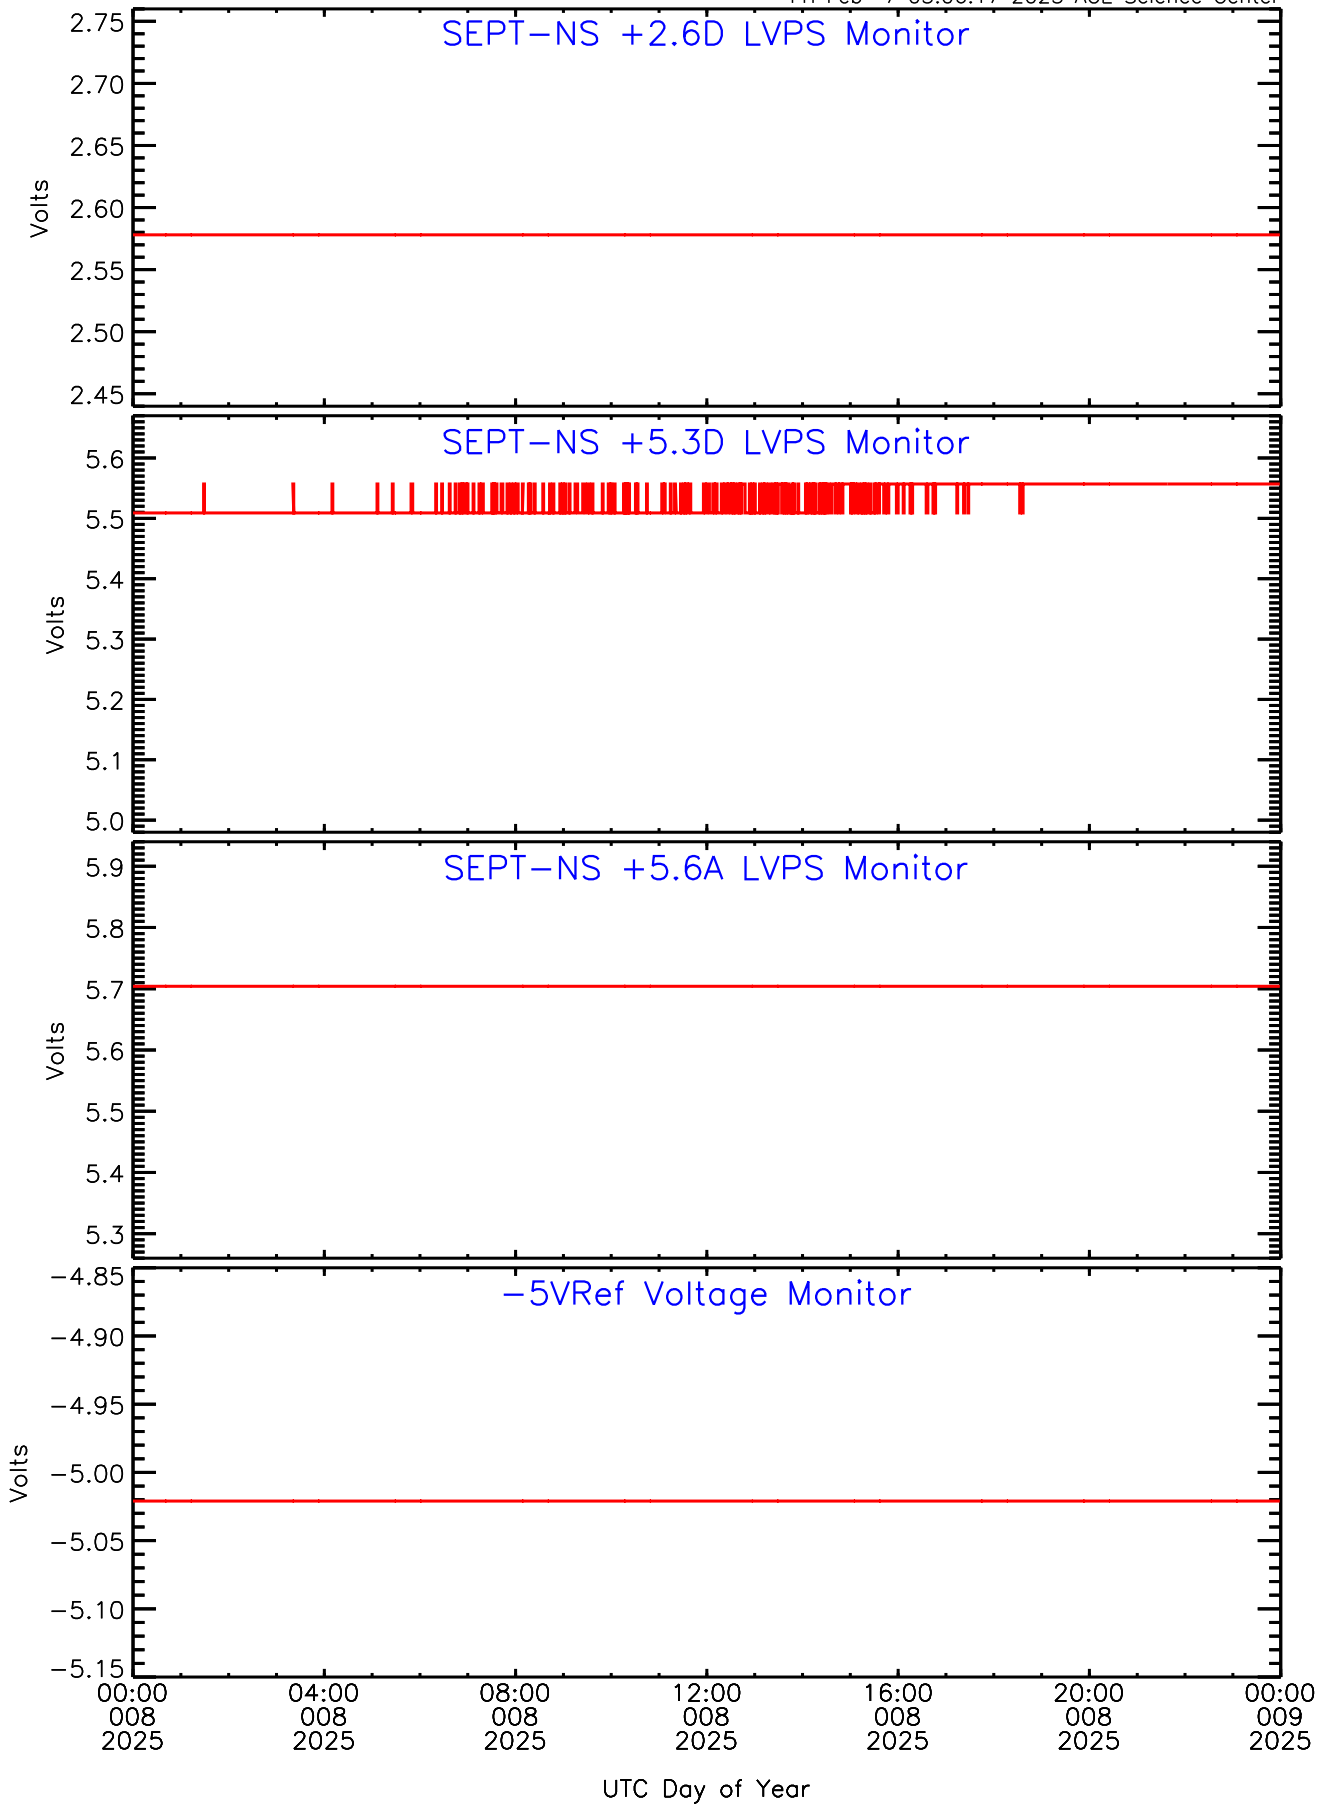 2025 ACE Science Center
SEPT-NS +2.6D LVPS Monitor
2.75
2.70
2.65
2.60
2.55
2.50
2.45
Volts
SEPT-NS +5.3D LVPS Monitor
5.6
5.5
5.4
5.3
5.2
5.1
5.0
Volts
SEPT-NS +5.6A LVPS Monitor
5.9
5.8
5.7
5.6
5.5
5.4
5.3
Volts
-5VRef Voltage Monitor
-4.85
-4.90
-4.95
-5.00
-5.05
-5.10
-5.15
Volts
00:00 04:00 08:00 12:00 16:00 20:00 00:00
008 008 008 008 008 008 009
2025 2025 2025 2025 2025 2025 2025
UTC Day of Year